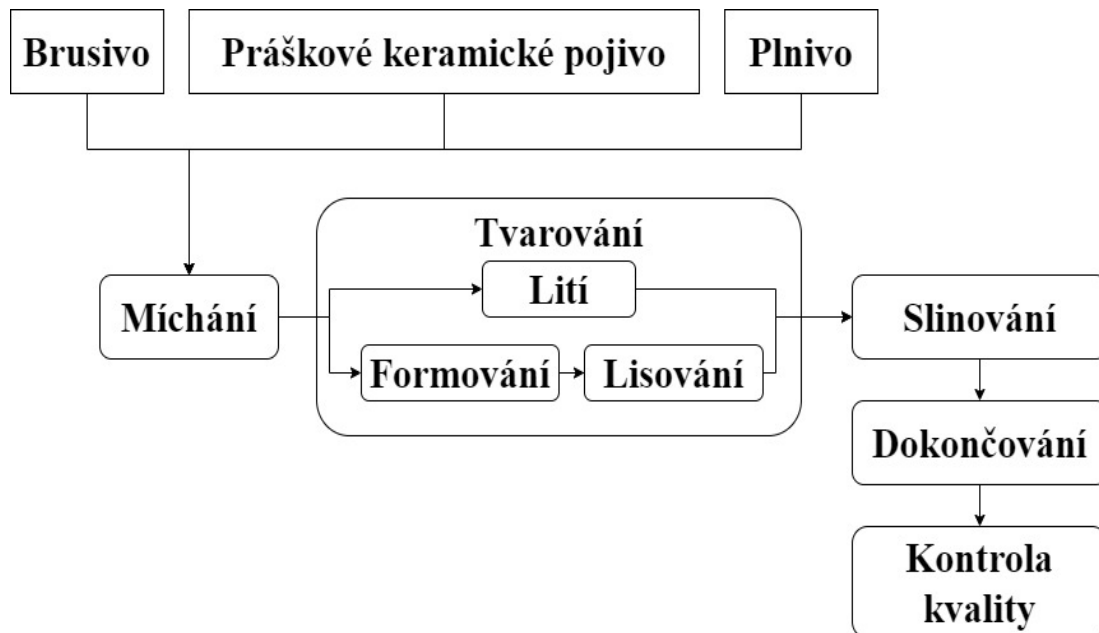 Brusivo
Práškové keramické pojivo
Plnivo
Tvarování
Míchání
Lití
Formování
Lisování
Slinování
Dokončování
Kontrola
kvality